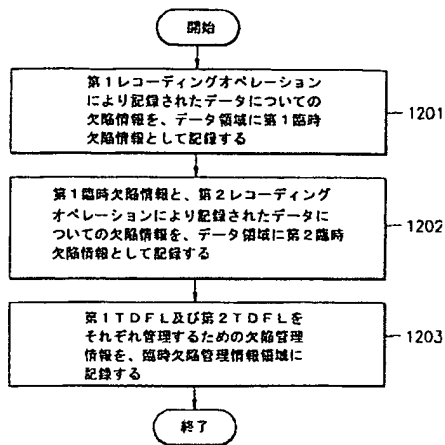 開始
第1レコーディングオペレーション
により記録されたデータについての
欠陥情報を、データ領域に第1臨時
欠陥情報として記録する
1201
第1臨時欠陥情報と、第2レコーディング
オペレーションにより記録されたデータに
ついての欠陥情報を、データ領域に第2臨時
欠陥情報として記録する
1202
第1TDFL及び第2TDFLを
それぞれ管理するための欠陥管理
情報を、臨時欠陥管理情報領域に
記録する
1203
終了